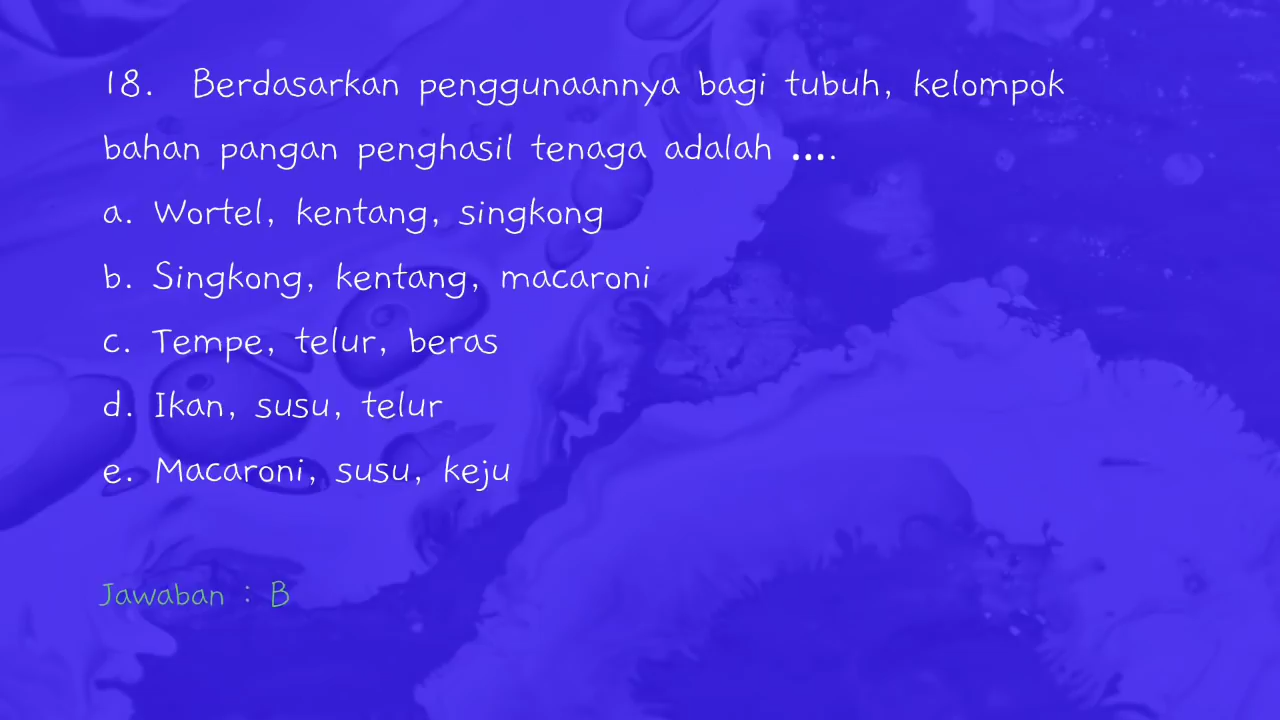 18. Berdasarkan penggunaannya bagi tubuh, kelompok
bahan pangan penghasil tenaga adalah ....
a. Wortel, kentang, singkong
b. Singkong, kentang, macaroni
c. Tempe, telur, beras
d. Ikan, susu, telur
e. Macaroni, susu, keju
Jawaban : B